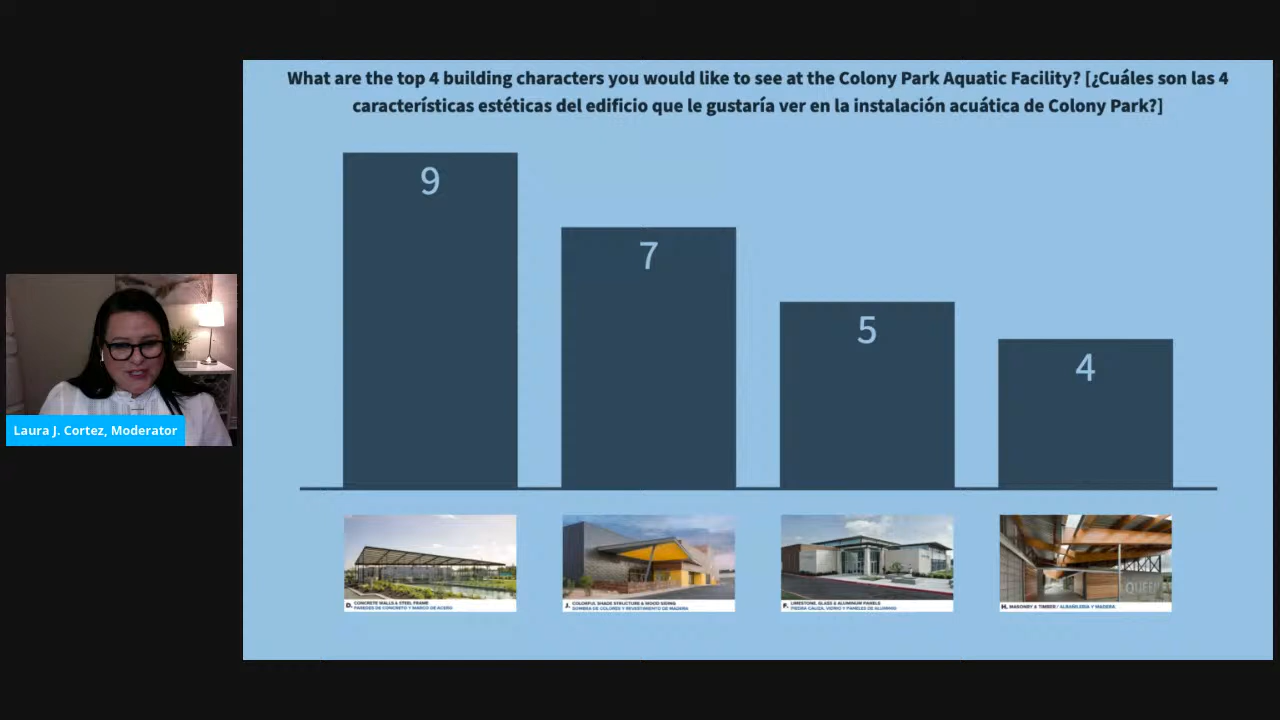 What are the top 4 building characters you would like to see at the Colony Park Aquatic Facility? [¿Cuáles son las 4
características estéticas del edificio que le gustaría ver en la instalación acuática de Colony Park?]
9
7
5
4
Laura J. Cortez, Moderator
D. CONCRETE WALLS & STEEL FRAME
PAREDES DE CONCRETO Y MARCO DE ACERO
J. COLORFUL SHADE STRUCTURE & WOOD SIDING
SOMBRA DE COLORES Y REVESTIMIENTO DE MADERA
F. LIMESTONE, GLASS & ALUMINUM PANELS
PIEDRA CALIZA, VIDRIO Y PANELES DE ALUMINIO
QUEEN
H. MASONRY & TIMBER / ALBAÑILERÍA Y MADERA